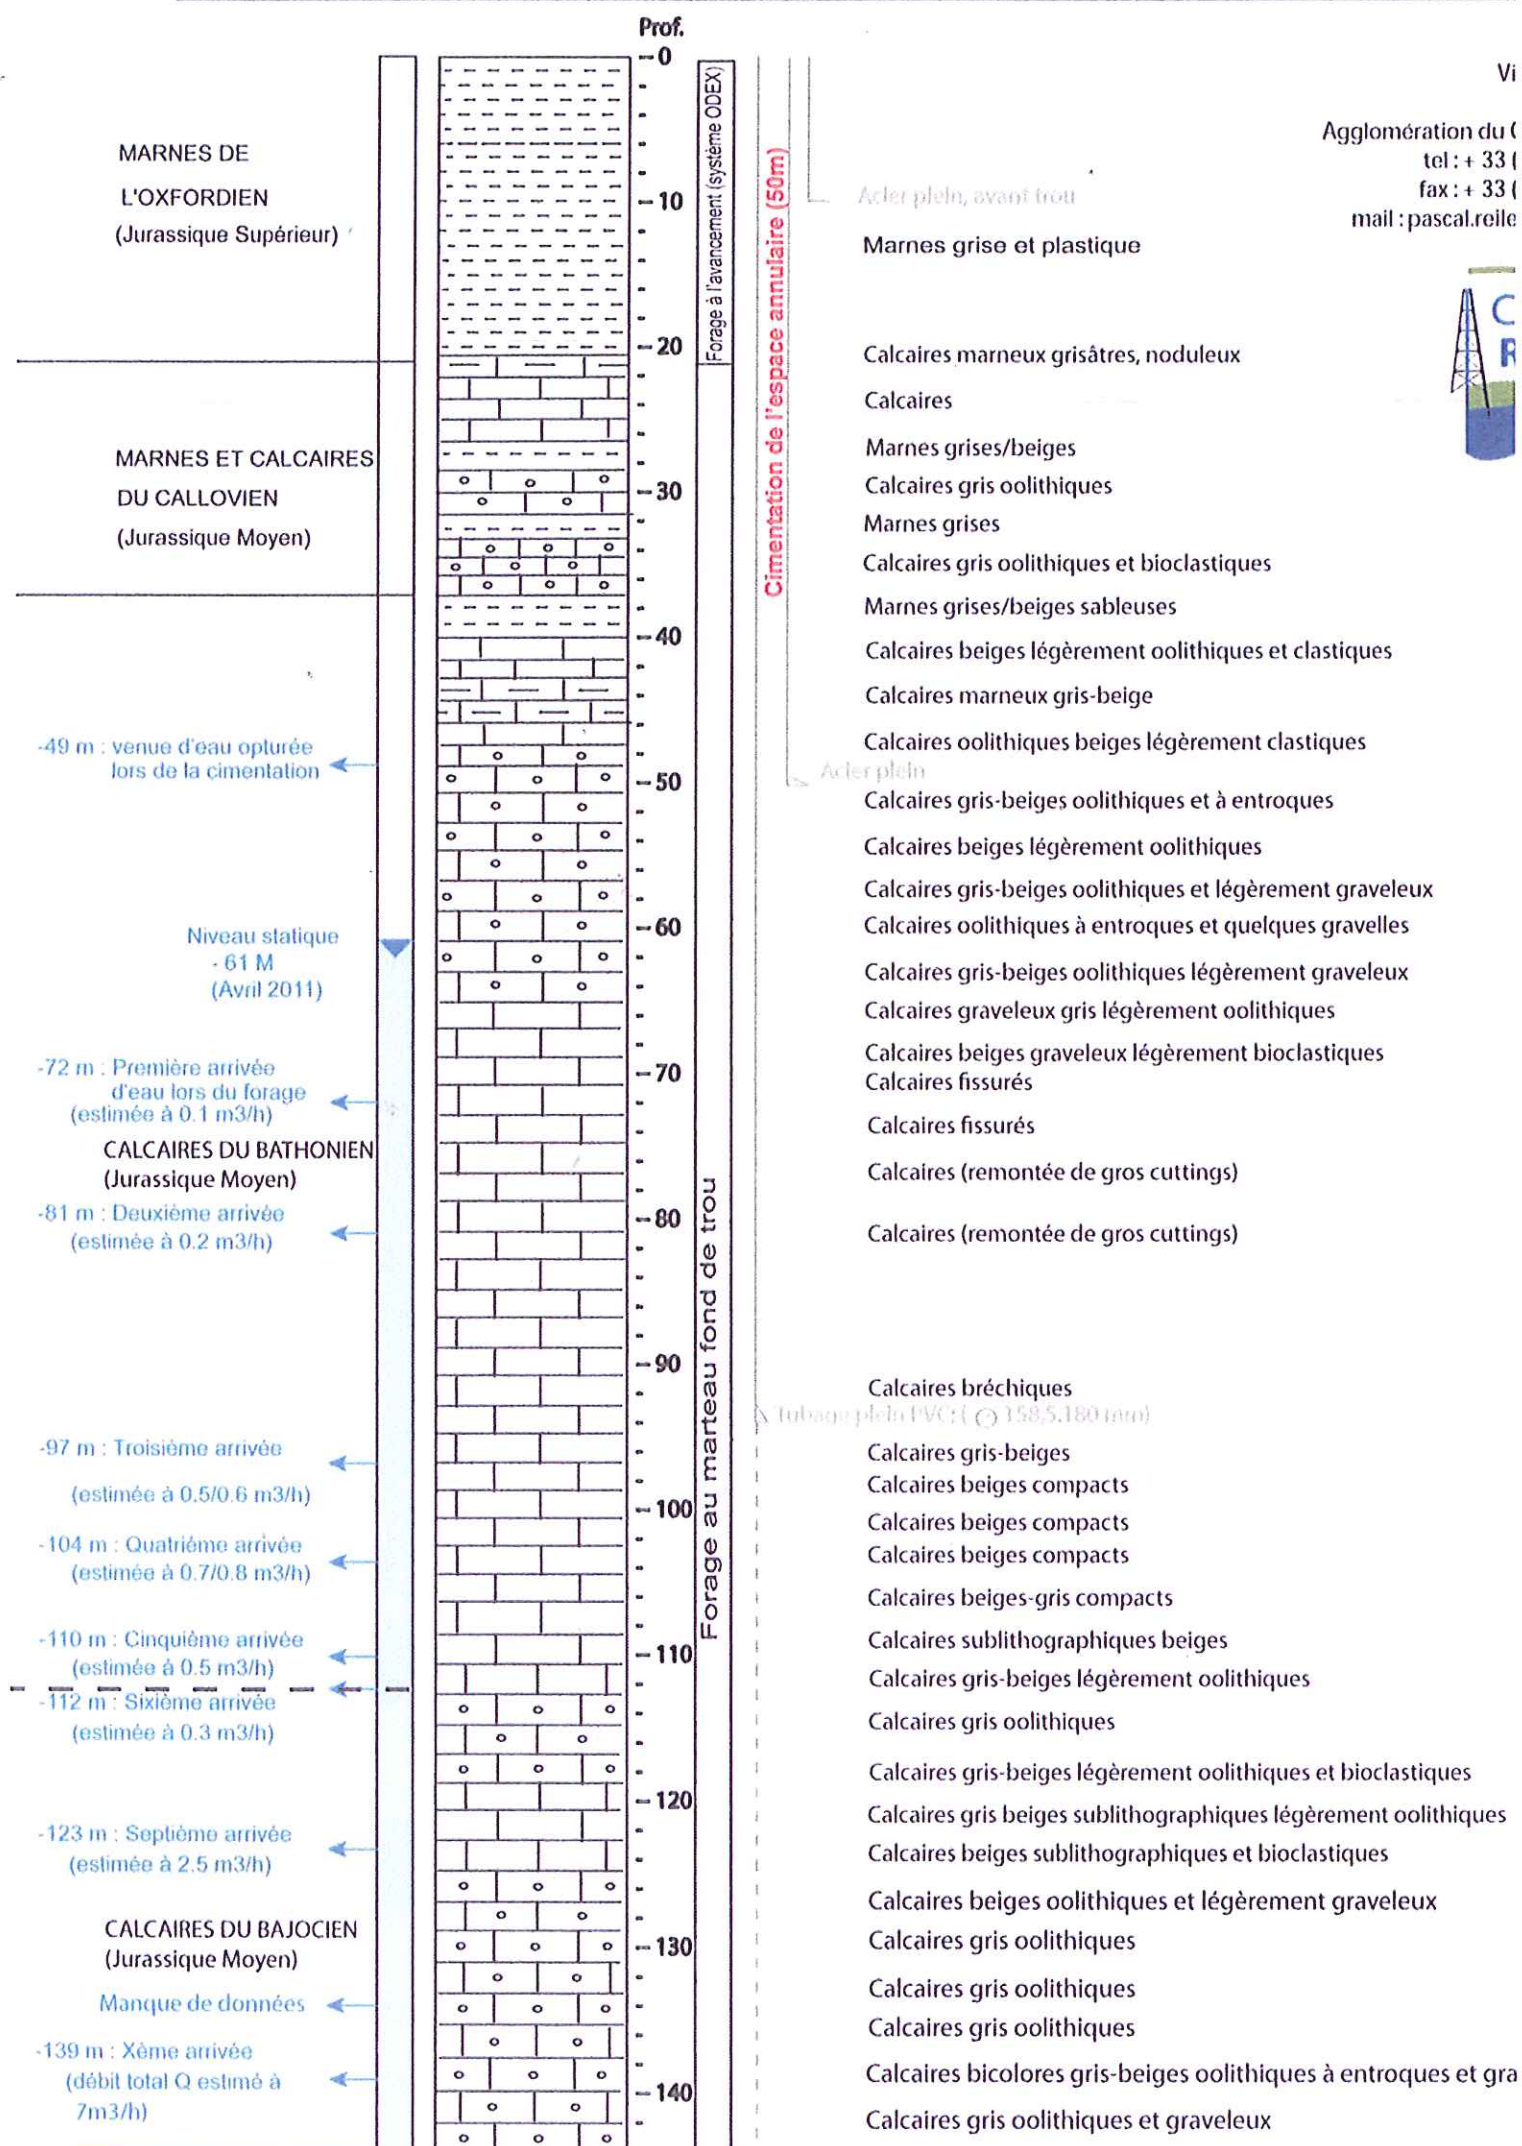 Prof.
0
10
20
30
40
50
60
70
80
90
100
110
120
130
140
MARNES DE
L'OXFORDIEN
(Jurassique Supérieur)
MARNES ET CALCAIRES
DU CALLOVIEN
(Jurassique Moyen)
-49 m : venue d'eau opturée
lors de la cimentation
Niveau statique
- 61 M
(Avril 2011)
-72 m : Première arrivée
d'eau lors du forage
(estimée à 0.1 m3/h)
CALCAIRES DU BATHONIEN
(Jurassique Moyen)
-81 m : Deuxième arrivée
(estimée à 0.2 m3/h)
-97 m : Troisième arrivée
(estimée à 0.5/0.6 m3/h)
-104 m : Quatrième arrivée
(estimée à 0.7/0.8 m3/h)
-110 m : Cinquième arrivée
(estimée à 0.5 m3/h)
-112 m : Sixième arrivée
(estimée à 0.3 m3/h)
-123 m : Septième arrivée
(estimée à 2.5 m3/h)
CALCAIRES DU BAJOCIEN
(Jurassique Moyen)
Manque de données
-139 m : Xème arrivée
(débit total Q estimé à
7m3/h)
Forage à l'avancement (système ODEX)
Forage au marteau fond de trou
Cimentation de l'espace annulaire (50m)
Vi
Agglomération du
tel : + 33 (
fax : + 33 (
mail : pascal.reile
C
R
Acier plein, avant trou
Marnes grise et plastique
Calcaires marneux grisâtres, noduleux
Calcaires
Marnes grises/beiges
Calcaires gris oolithiques
Marnes grises
Calcaires gris oolithiques et bioclastiques
Marnes grises/beiges sableuses
Calcaires beiges légèrement oolithiques et clastiques
Calcaires marneux gris-beige
Calcaires oolithiques beiges légèrement clastiques
Acier plein
Calcaires gris-beiges oolithiques et à entroques
Calcaires beiges légèrement oolithiques
Calcaires gris-beiges oolithiques et légèrement graveleux
Calcaires oolithiques à entroques et quelques gravelles
Calcaires gris-beiges oolithiques légèrement graveleux
Calcaires graveleux gris légèrement oolithiques
Calcaires beiges graveleux légèrement bioclastiques
Calcaires fissurés
Calcaires fissurés
Calcaires (remontée de gros cuttings)
Calcaires (remontée de gros cuttings)
Calcaires bréchiques
Tubage plein PVC: ( 158,5.180 mm)
Calcaires gris-beiges
Calcaires beiges compacts
Calcaires beiges compacts
Calcaires beiges compacts
Calcaires beiges-gris compacts
Calcaires sublithographiques beiges
Calcaires gris-beiges légèrement oolithiques
Calcaires gris oolithiques
Calcaires gris-beiges légèrement oolithiques et bioclastiques
Calcaires gris beiges sublithographiques légèrement oolithiques
Calcaires beiges sublithographiques et bioclastiques
Calcaires beiges oolithiques et légèrement graveleux
Calcaires gris oolithiques
Calcaires gris oolithiques
Calcaires gris oolithiques
Calcaires bicolores gris-beiges oolithiques à entroques et gra
Calcaires gris oolithiques et graveleux